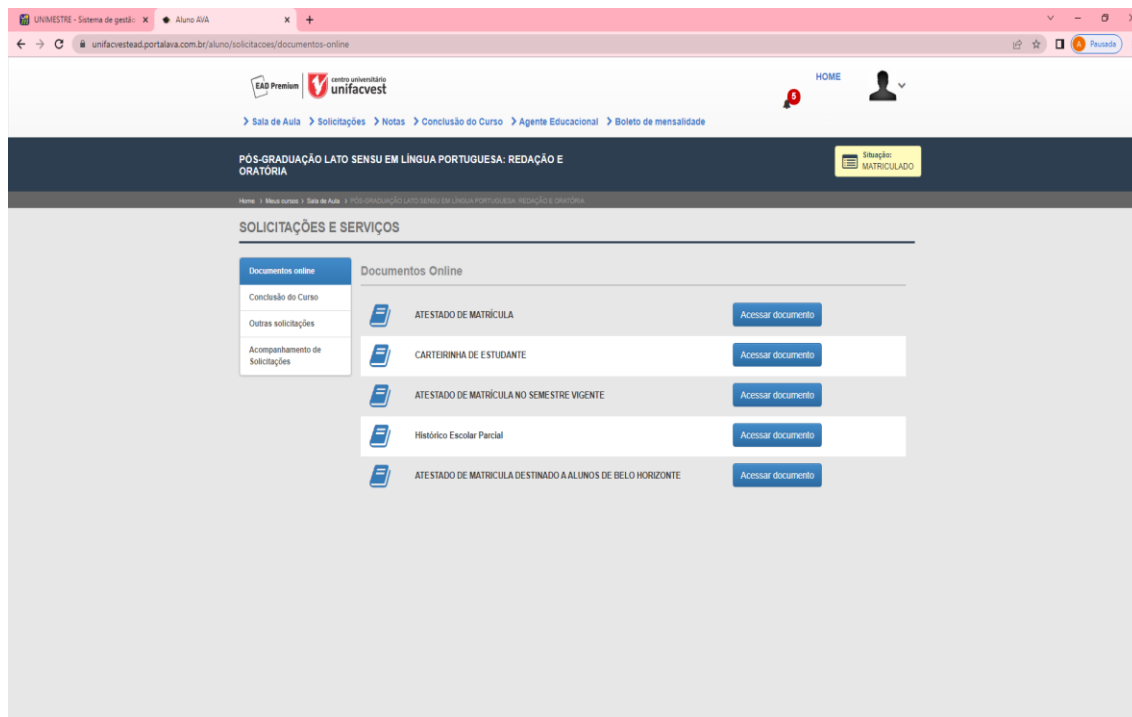 UNIMESTRE - Sistema de gestão
Aluno AVA
unifacvestead.portalava.com.br/aluno/solicitacoes/documentos-online
A Pausada
EAD Premium
centro universitário
unifacvest
5
HOME
Sala de Aula Solicitações Notas Conclusão do Curso Agente Educacional Boleto de mensalidade
PÓS-GRADUAÇÃO LATO SENSU EM LÍNGUA PORTUGUESA: REDAÇÃO E
ORATÓRIA
Situação:
MATRICULADO
Home > Meus cursos > Sala de Aula > PÓS-GRADUAÇÃO LATO SENSU EM LÍNGUA PORTUGUESA: REDAÇÃO E ORATÓRIA
SOLICITAÇÕES E SERVIÇOS
Documentos online
Conclusão do Curso
Outras solicitações
Acompanhamento de
Solicitações
Documentos Online
ATESTADO DE MATRÍCULA Acessar documento
CARTEIRINHA DE ESTUDANTE Acessar documento
ATESTADO DE MATRÍCULA NO SEMESTRE VIGENTE Acessar documento
Histórico Escolar Parcial Acessar documento
ATESTADO DE MATRICULA DESTINADO A ALUNOS DE BELO HORIZONTE Acessar documento